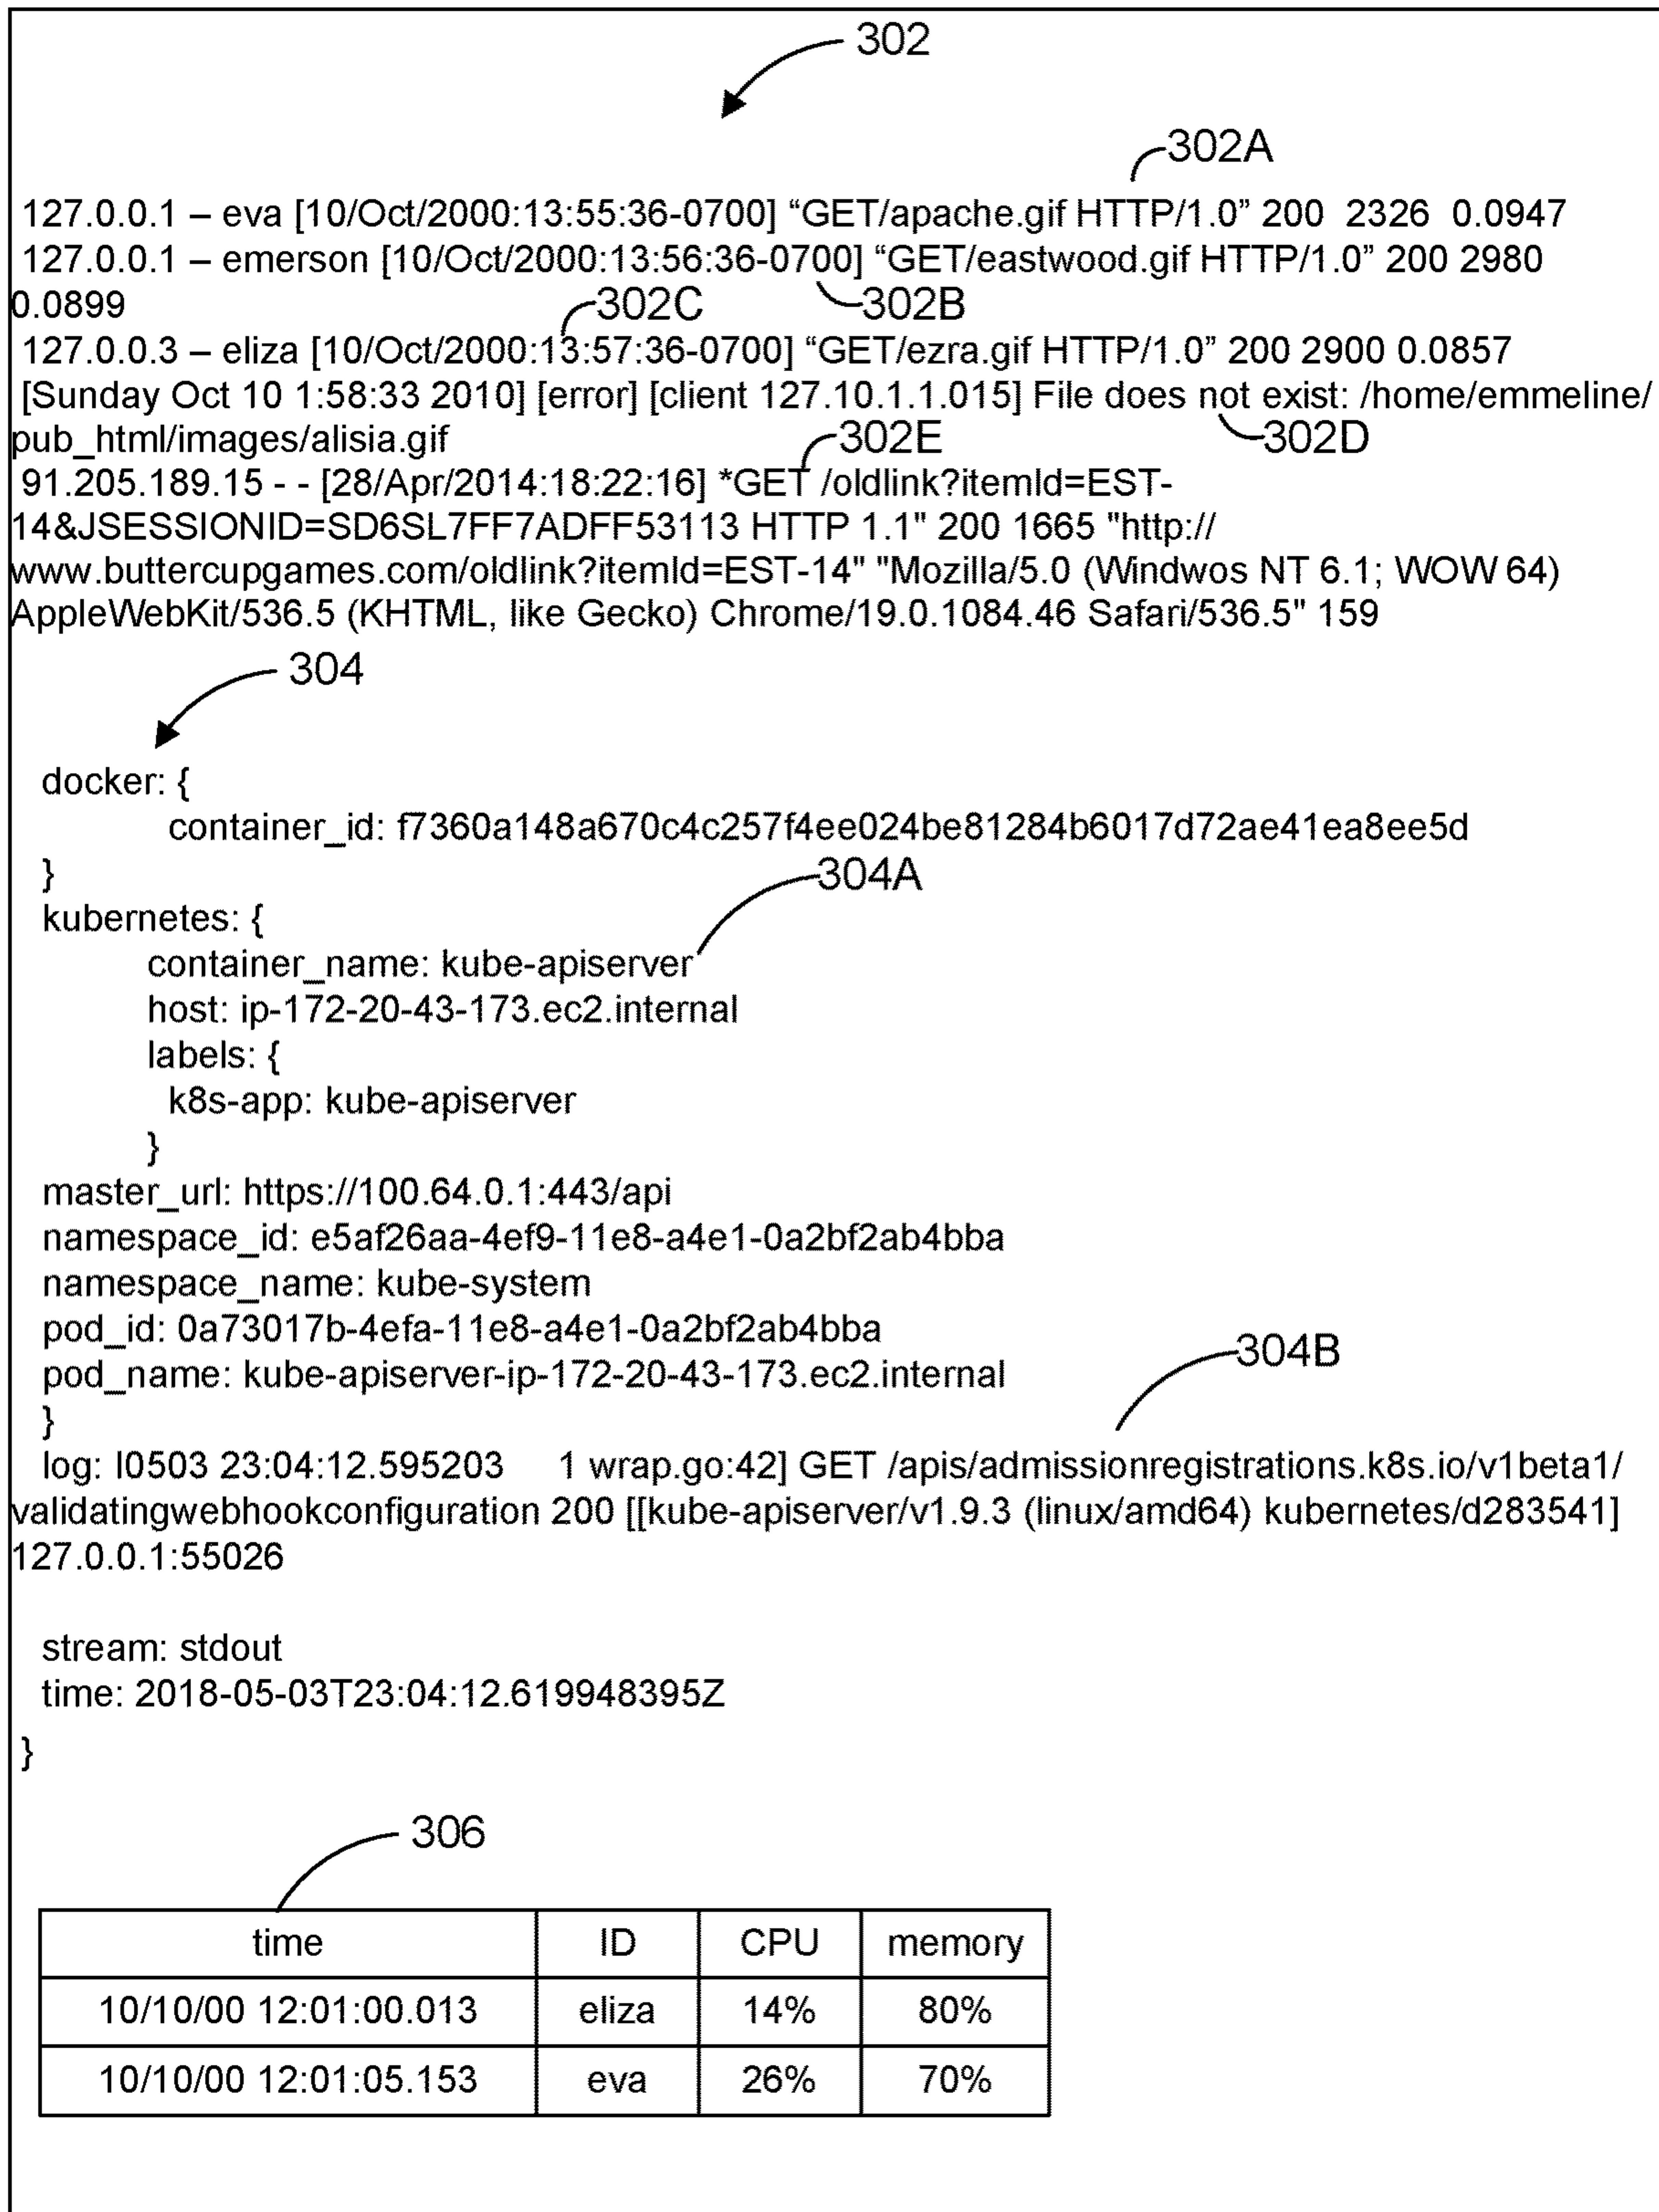 302
302A
127.0.0.1 – eva [10/Oct/2000:13:55:36-0700] “GET/apache.gif HTTP/1.0” 200 2326 0.0947
127.0.0.1 – emerson [10/Oct/2000:13:56:36-0700] “GET/eastwood.gif HTTP/1.0” 200 2980
0.0899
302C
302B
127.0.0.3 – eliza [10/Oct/2000:13:57:36-0700] “GET/ezra.gif HTTP/1.0” 200 2900 0.0857
[Sunday Oct 10 1:58:33 2010] [error] [client 127.10.1.1.015] File does not exist: /home/emmeline/
pub_html/images/alisia.gif
302E
302D
91.205.189.15 - - [28/Apr/2014:18:22:16] *GET /oldlink?itemId=EST-
14&JSESSIONID=SD6SL7FF7ADFF53113 HTTP 1.1" 200 1665 "http://
www.buttercupgames.com/oldlink?itemId=EST-14" "Mozilla/5.0 (Windwos NT 6.1; WOW 64)
AppleWebKit/536.5 (KHTML, like Gecko) Chrome/19.0.1084.46 Safari/536.5" 159
304
docker: {
container_id: f7360a148a670c4c257f4ee024be81284b6017d72ae41ea8ee5d
}
304A
kubernetes: {
container_name: kube-apiserver
host: ip-172-20-43-173.ec2.internal
labels: {
k8s-app: kube-apiserver
}
master_url: https://100.64.0.1:443/api
namespace_id: e5af26aa-4ef9-11e8-a4e1-0a2bf2ab4bba
namespace_name: kube-system
pod_id: 0a73017b-4efa-11e8-a4e1-0a2bf2ab4bba
304B
pod_name: kube-apiserver-ip-172-20-43-173.ec2.internal
}
log: I0503 23:04:12.595203 1 wrap.go:42] GET /apis/admissionregistrations.k8s.io/v1beta1/
validatingwebhookconfiguration 200 [[kube-apiserver/v1.9.3 (linux/amd64) kubernetes/d283541]
127.0.0.1:55026
stream: stdout
time: 2018-05-03T23:04:12.619948395Z
}
306
time ID CPU memory
10/10/00 12:01:00.013 eliza 14% 80%
10/10/00 12:01:05.153 eva 26% 70%